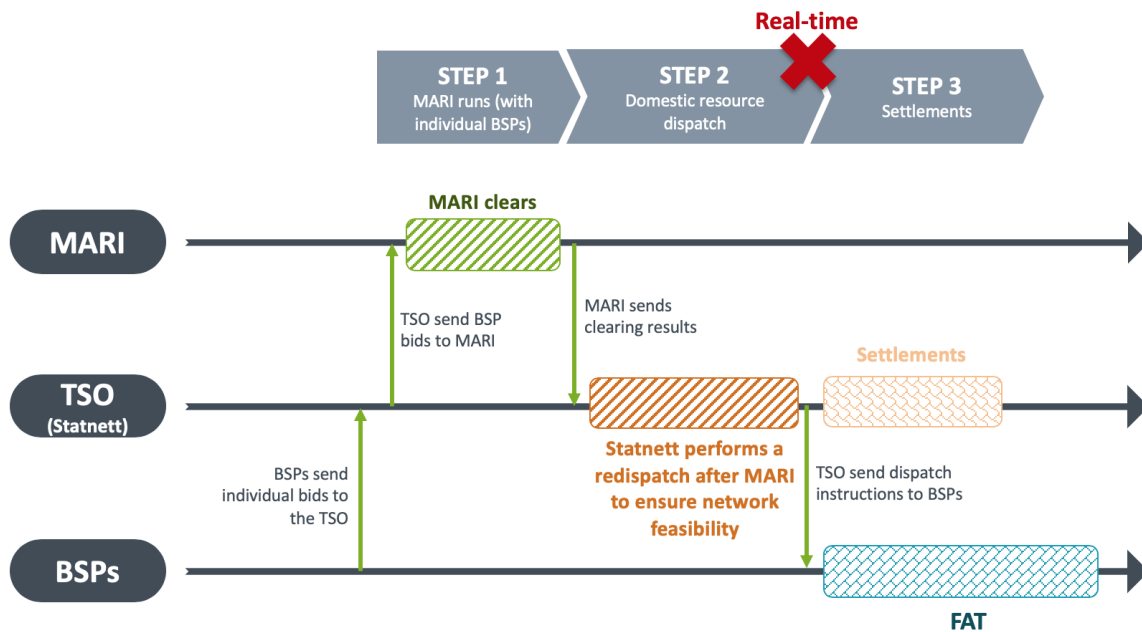 Real-time
STEP 1
MARI runs (with
individual BSPs)
STEP 2
Domestic resource
dispatch
STEP 3
Settlements
MARI clears
MARI
TSO send BSP
bids to MARI
MARI sends
clearing results
Settlements
TSO
(Statnett)
Statnett performs a
redispatch after MARI
to ensure network
feasibility
BSPs send
individual bids to
the TSO
TSO send dispatch
instructions to BSPs
BSPs
FAT